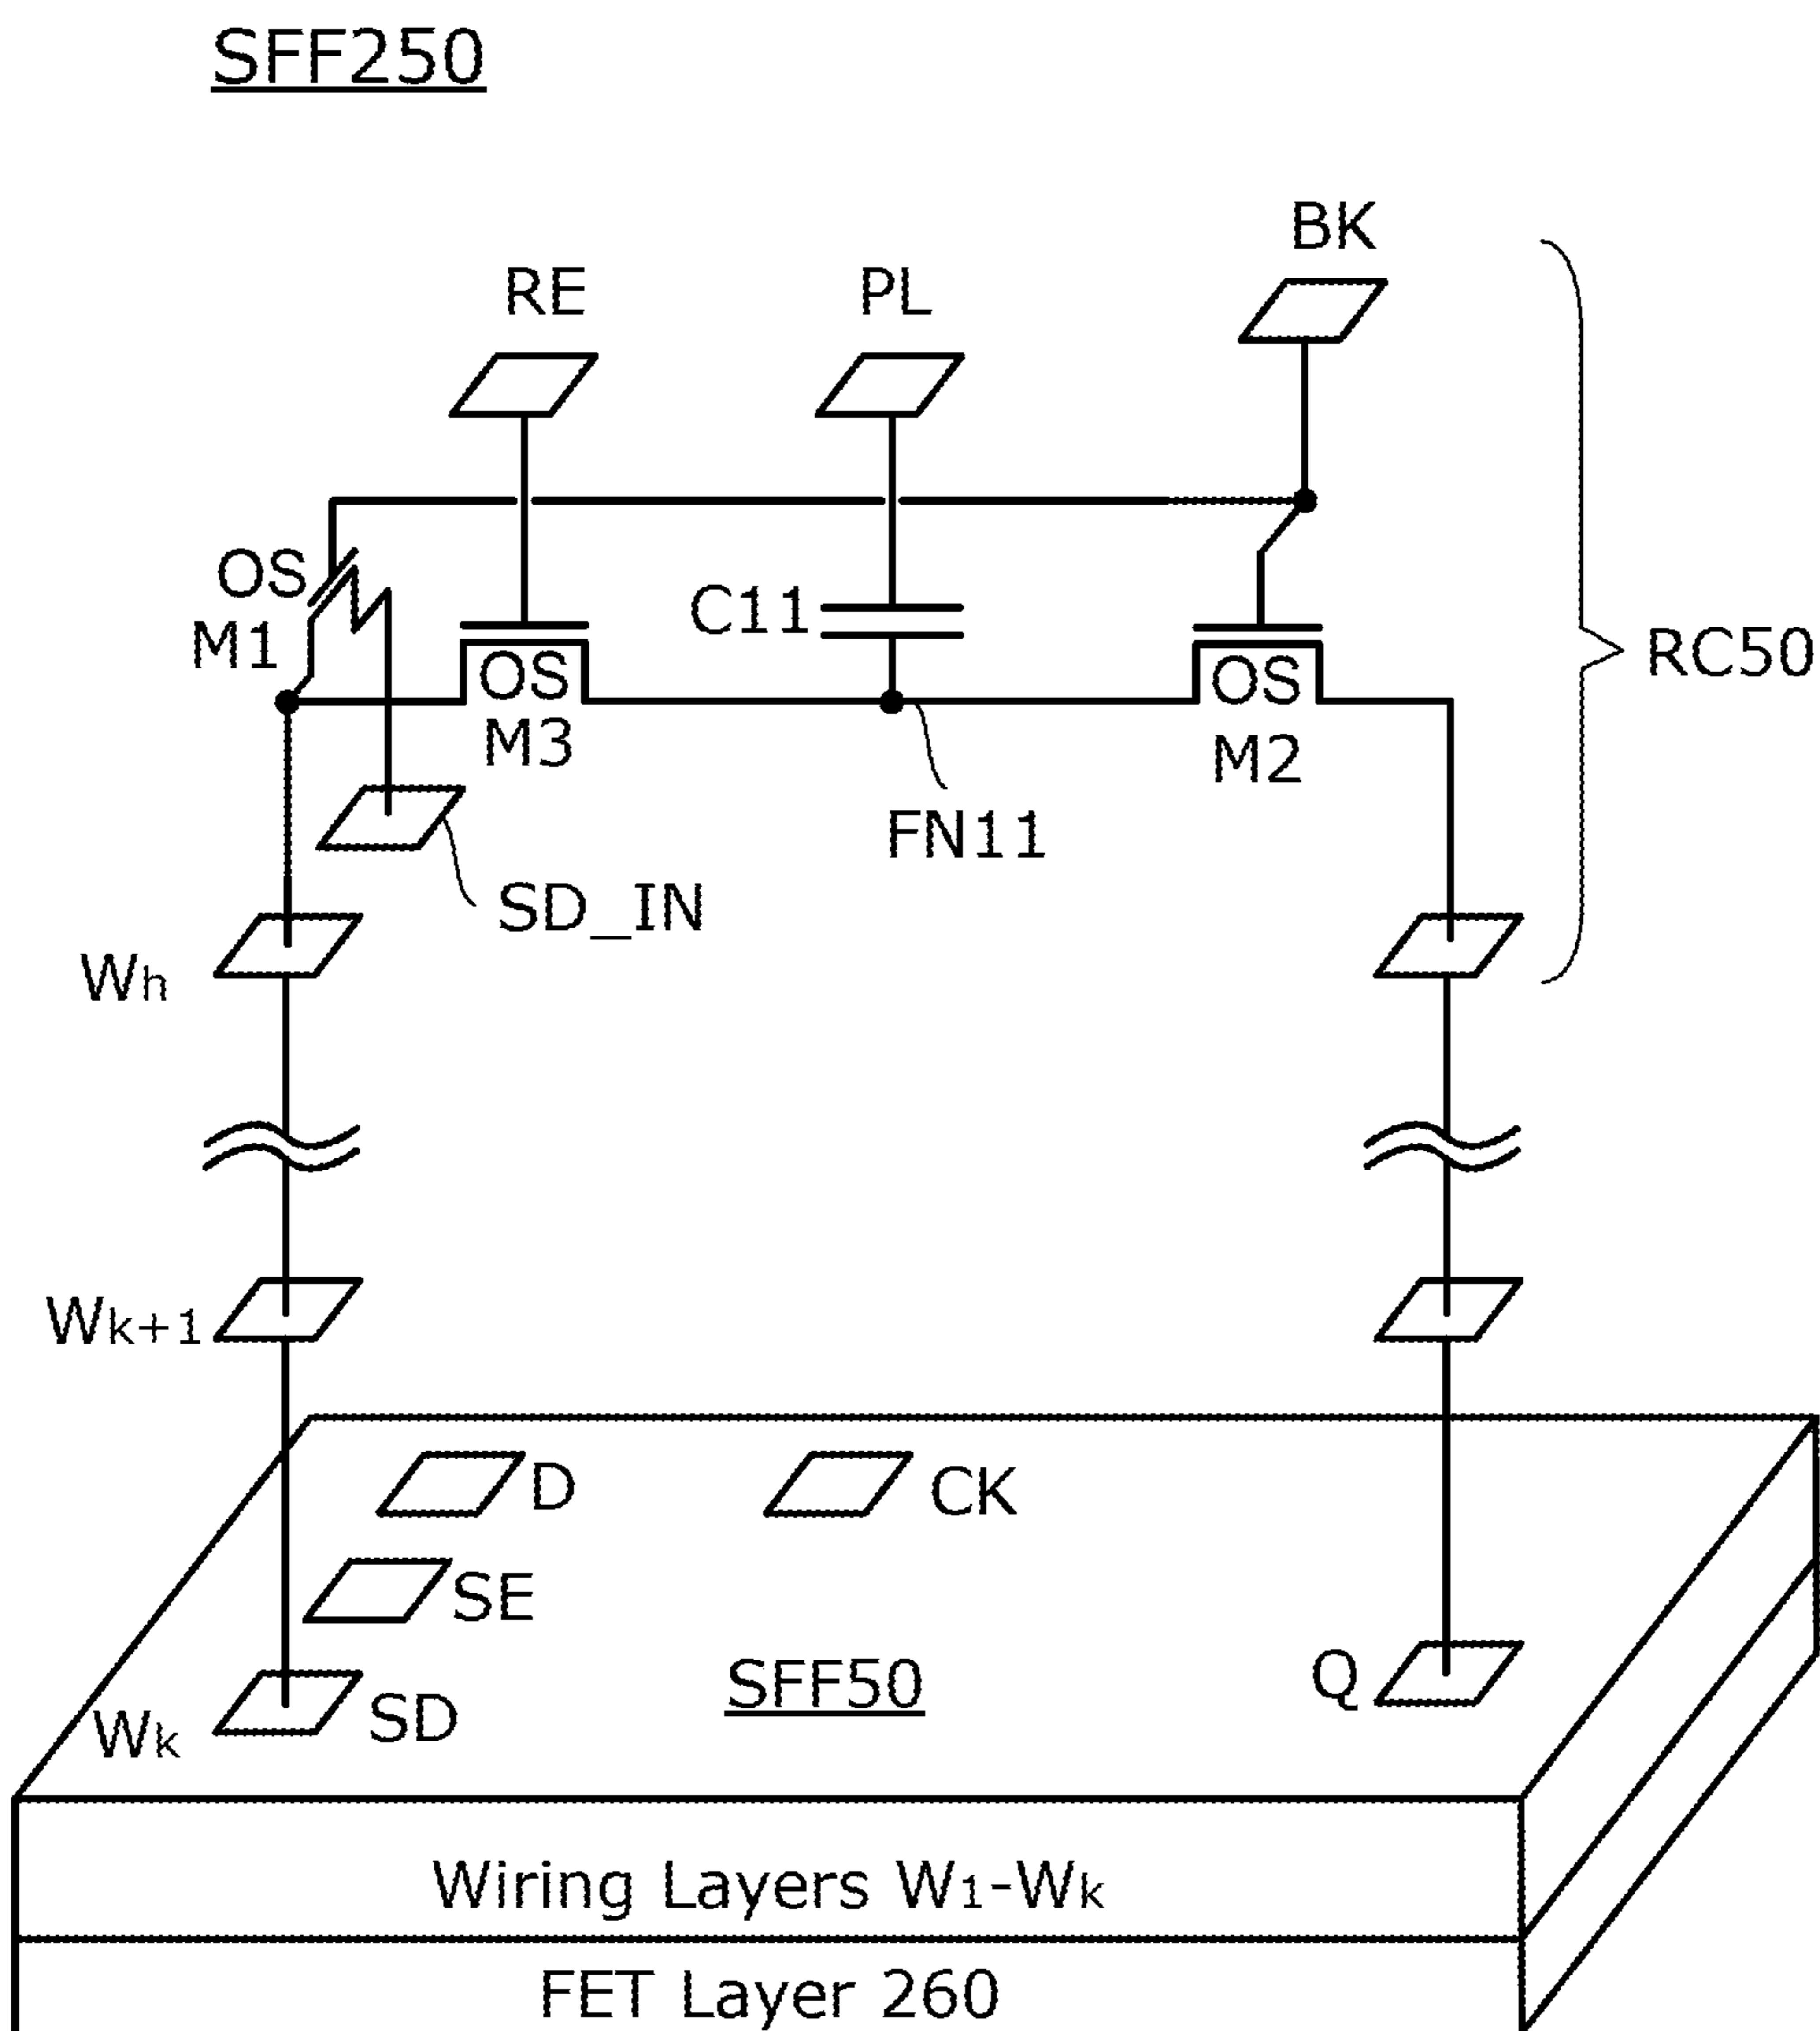 SFF250
BK
RE
PL
OS
M1
C11
OS
M3
OS
M2
RC50
FN11
SD_IN
Wh
Wk+1
D
CK
SE
SFF50
Q
SD
Wk
Wiring Layers W1-Wk
FET Layer 260